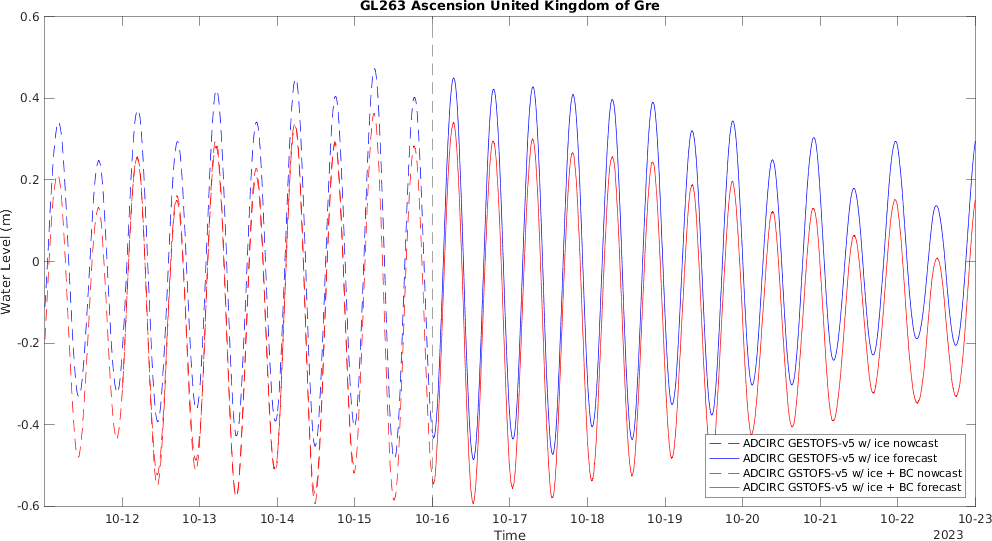 GL263 Ascension United Kingdom of Gre
0.6
0.4
0.2
0
-0.2
-0.4
-0.6
Water Level (m)
ADCIRC GESTOFS-v5 w/ ice nowcast
ADCIRC GESTOFS-v5 w/ ice forecast
ADCIRC GSTOFS-v5 w/ ice + BC nowcast
ADCIRC GSTOFS-v5 w/ ice + BC forecast
10-12 10-13 10-14 10-15 10-16 10-17 10-18 10-19 10-20 10-21 10-22 10-23
Time
2023